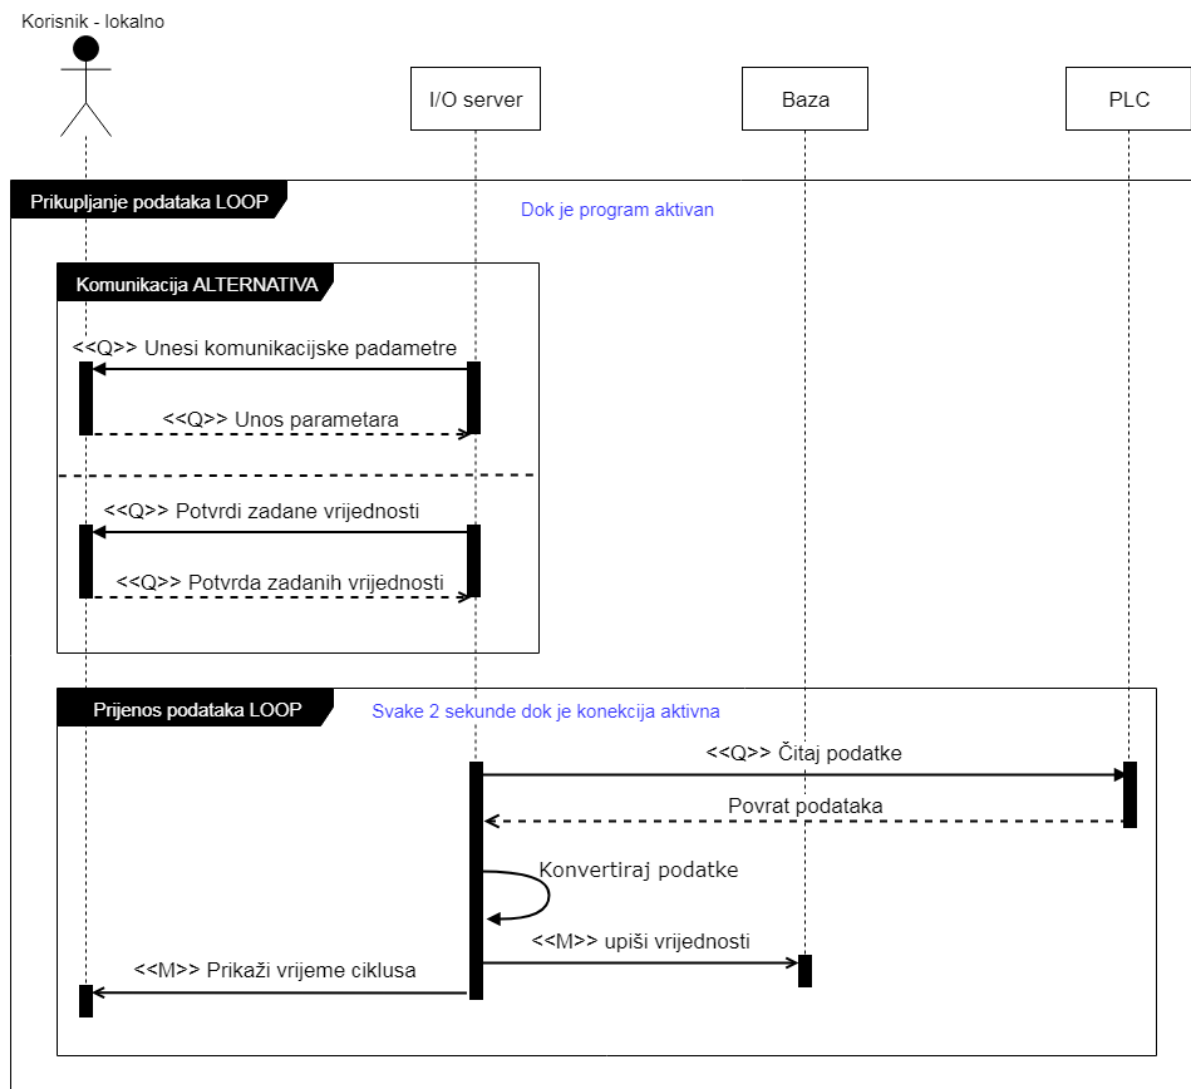 Korisnik - lokalno
I/O server
Baza
PLC
Prikupljanje podataka LOOP
Dok je program aktivan
Komunikacija ALTERNATIVA
<<Q>> Unesi komunikacijske padametre
<<Q>> Unos parametara
<<Q>> Potvrdi zadane vrijednosti
<<Q>> Potvrda zadanih vrijednosti
Prijenos podataka LOOP
Svake 2 sekunde dok je konekcija aktivna
<<Q>> Čitaj podatke
Povrat podataka
Konvertiraj podatke
<<M>> upiši vrijednosti
<<M>> Prikaži vrijeme ciklusa